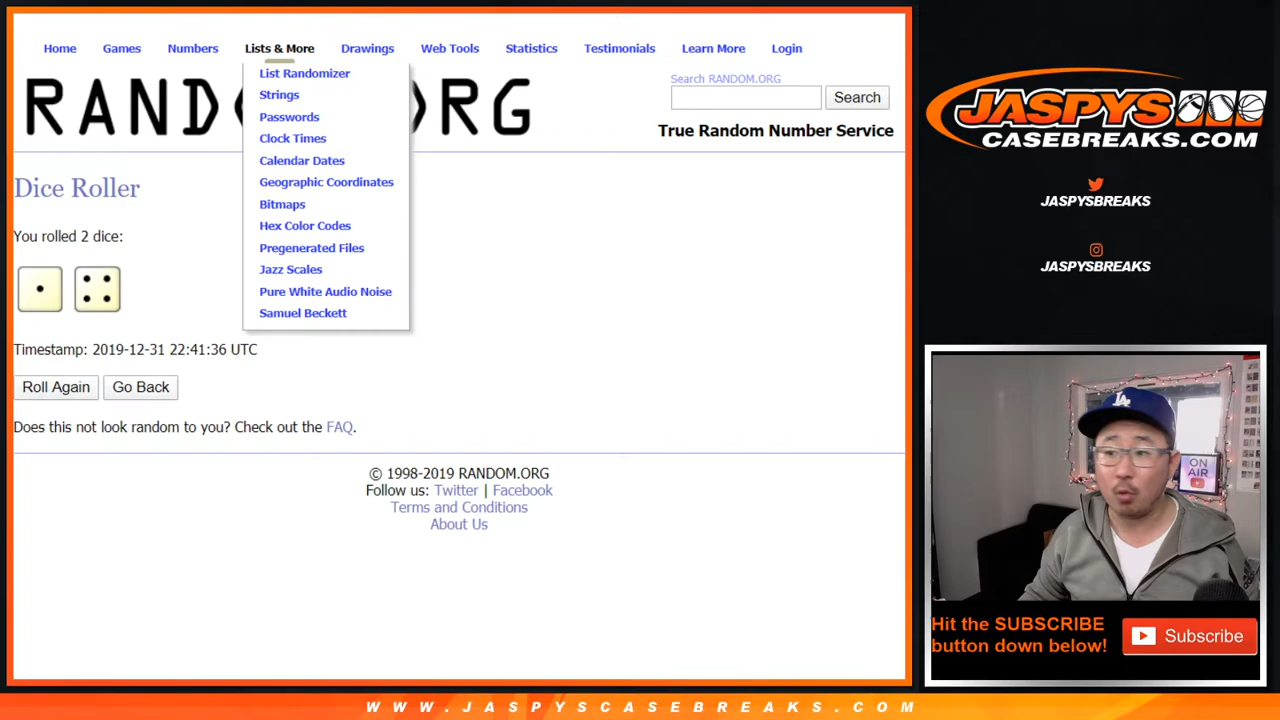 Home Games Numbers Lists & More Drawings Web Tools Statistics Testimonials Learn More Login
List Randomizer
Strings
Passwords
Clock Times
Calendar Dates
Geographic Coordinates
Bitmaps
Hex Color Codes
Pregenerated Files
Jazz Scales
Pure White Audio Noise
Samuel Beckett
RANDO RG
Search RANDOM.ORG
Search
True Random Number Service
Dice Roller
You rolled 2 dice:
Timestamp: 2019-12-31 22:41:36 UTC
Roll Again Go Back
Does this not look random to you? Check out the FAQ.
© 1998-2019 RANDOM.ORG
Follow us: Twitter | Facebook
Terms and Conditions
About Us
JASPYS
CASEBREAKS.COM
JASPYSBREAKS
JASPYSBREAKS
LA
ON
AIR
Hit the SUBSCRIBE
button down below!
Subscribe
WWW.JASPYSCASEBREAKS.COM